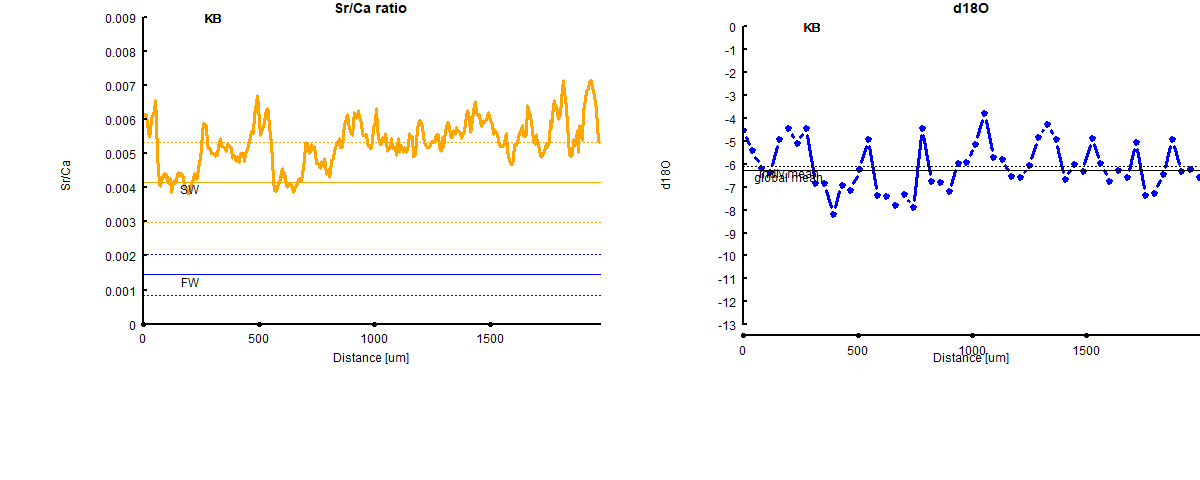 Sr/Ca ratio
KB
0.009
0.008
0.007
0.006
0.005
0.004
0.003
0.002
0.001
0
Sr/Ca
SW
FW
0
500
1000
1500
Distance [um]
d18O
KB
0
-1
-2
-3
-4
-5
-6
-7
-8
-9
-10
-11
-12
-13
d18O
global mean
0
500
1000
1500
Distance [um]